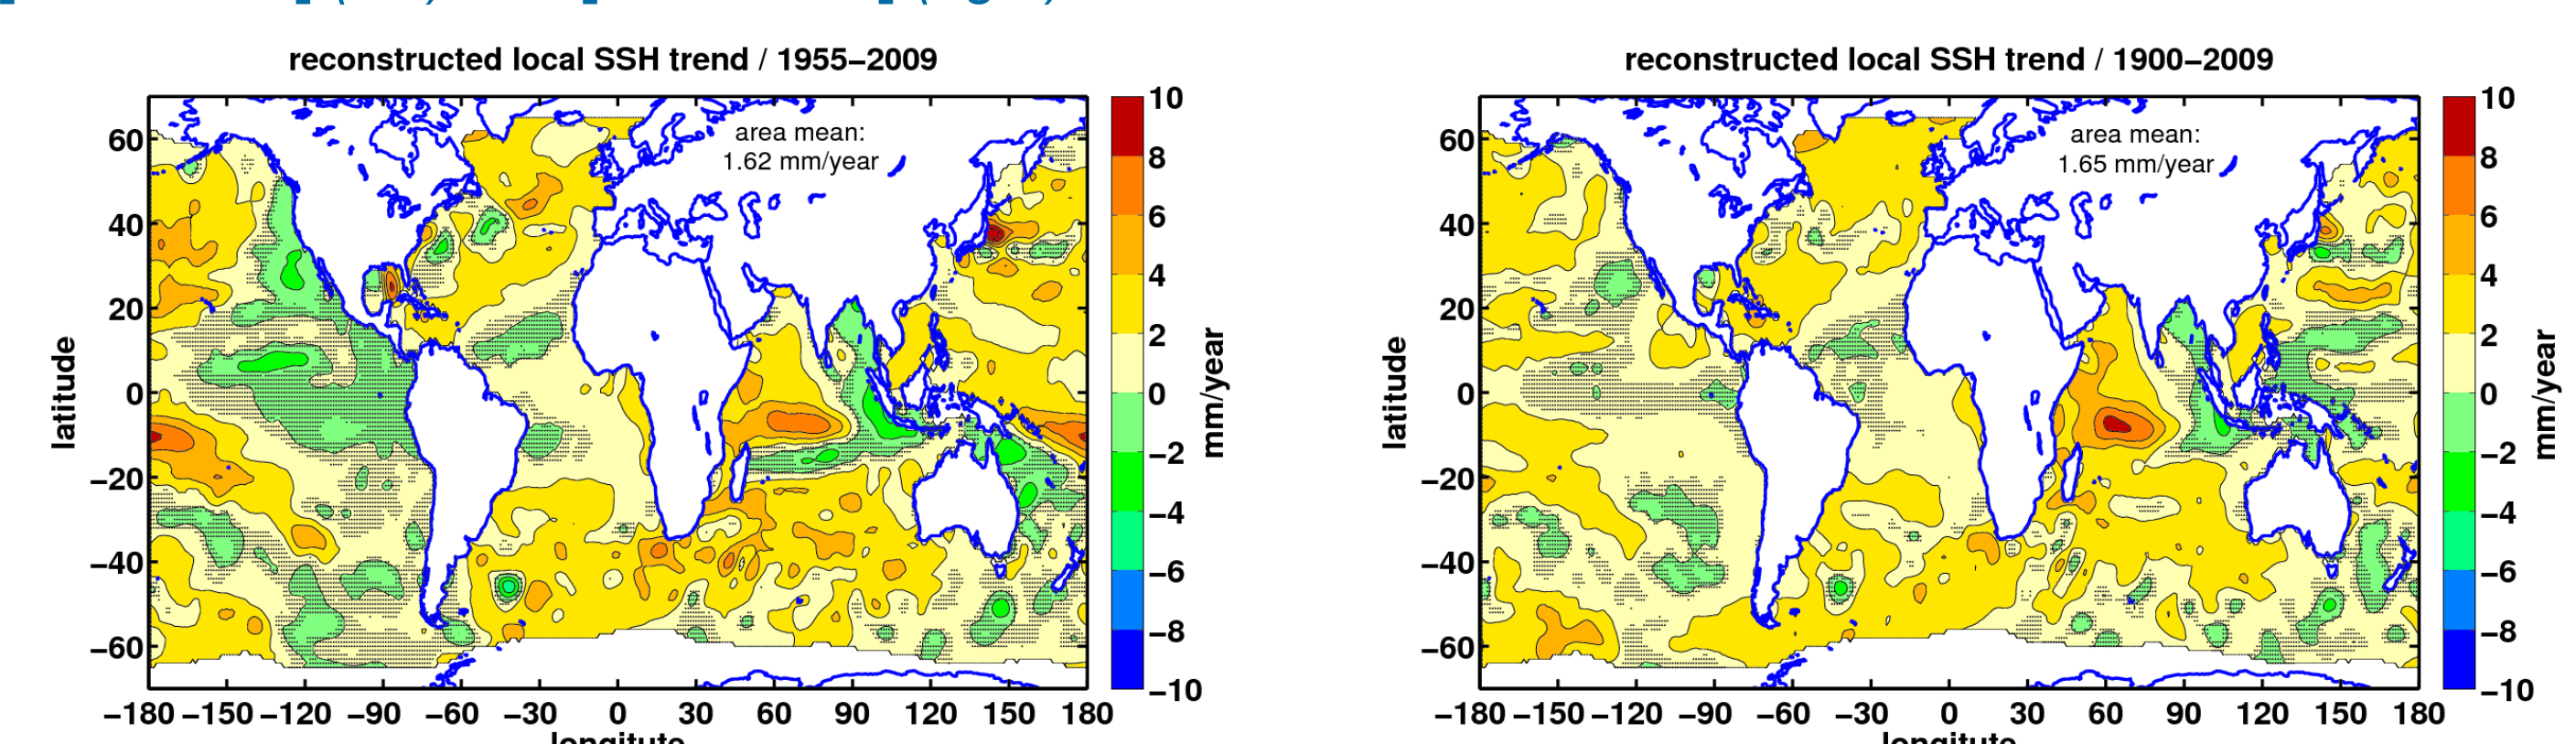 reconstructed local SSH trend / 1955−2009
area mean:
1.62 mm/year
latitude
60
40
20
0
−20
−40
−60
−180 −150 −120 −90 −60 −30 0 30 60 90 120 150 180
longitute
10
8
6
4
2
0
−2
−4
−6
−8
−10
mm/year
reconstructed local SSH trend / 1900−2009
area mean:
1.65 mm/year
latitude
60
40
20
0
−20
−40
−60
−180 −150 −120 −90 −60 −30 0 30 60 90 120 150 180
longitute
10
8
6
4
2
0
−2
−4
−6
−8
−10
mm/year